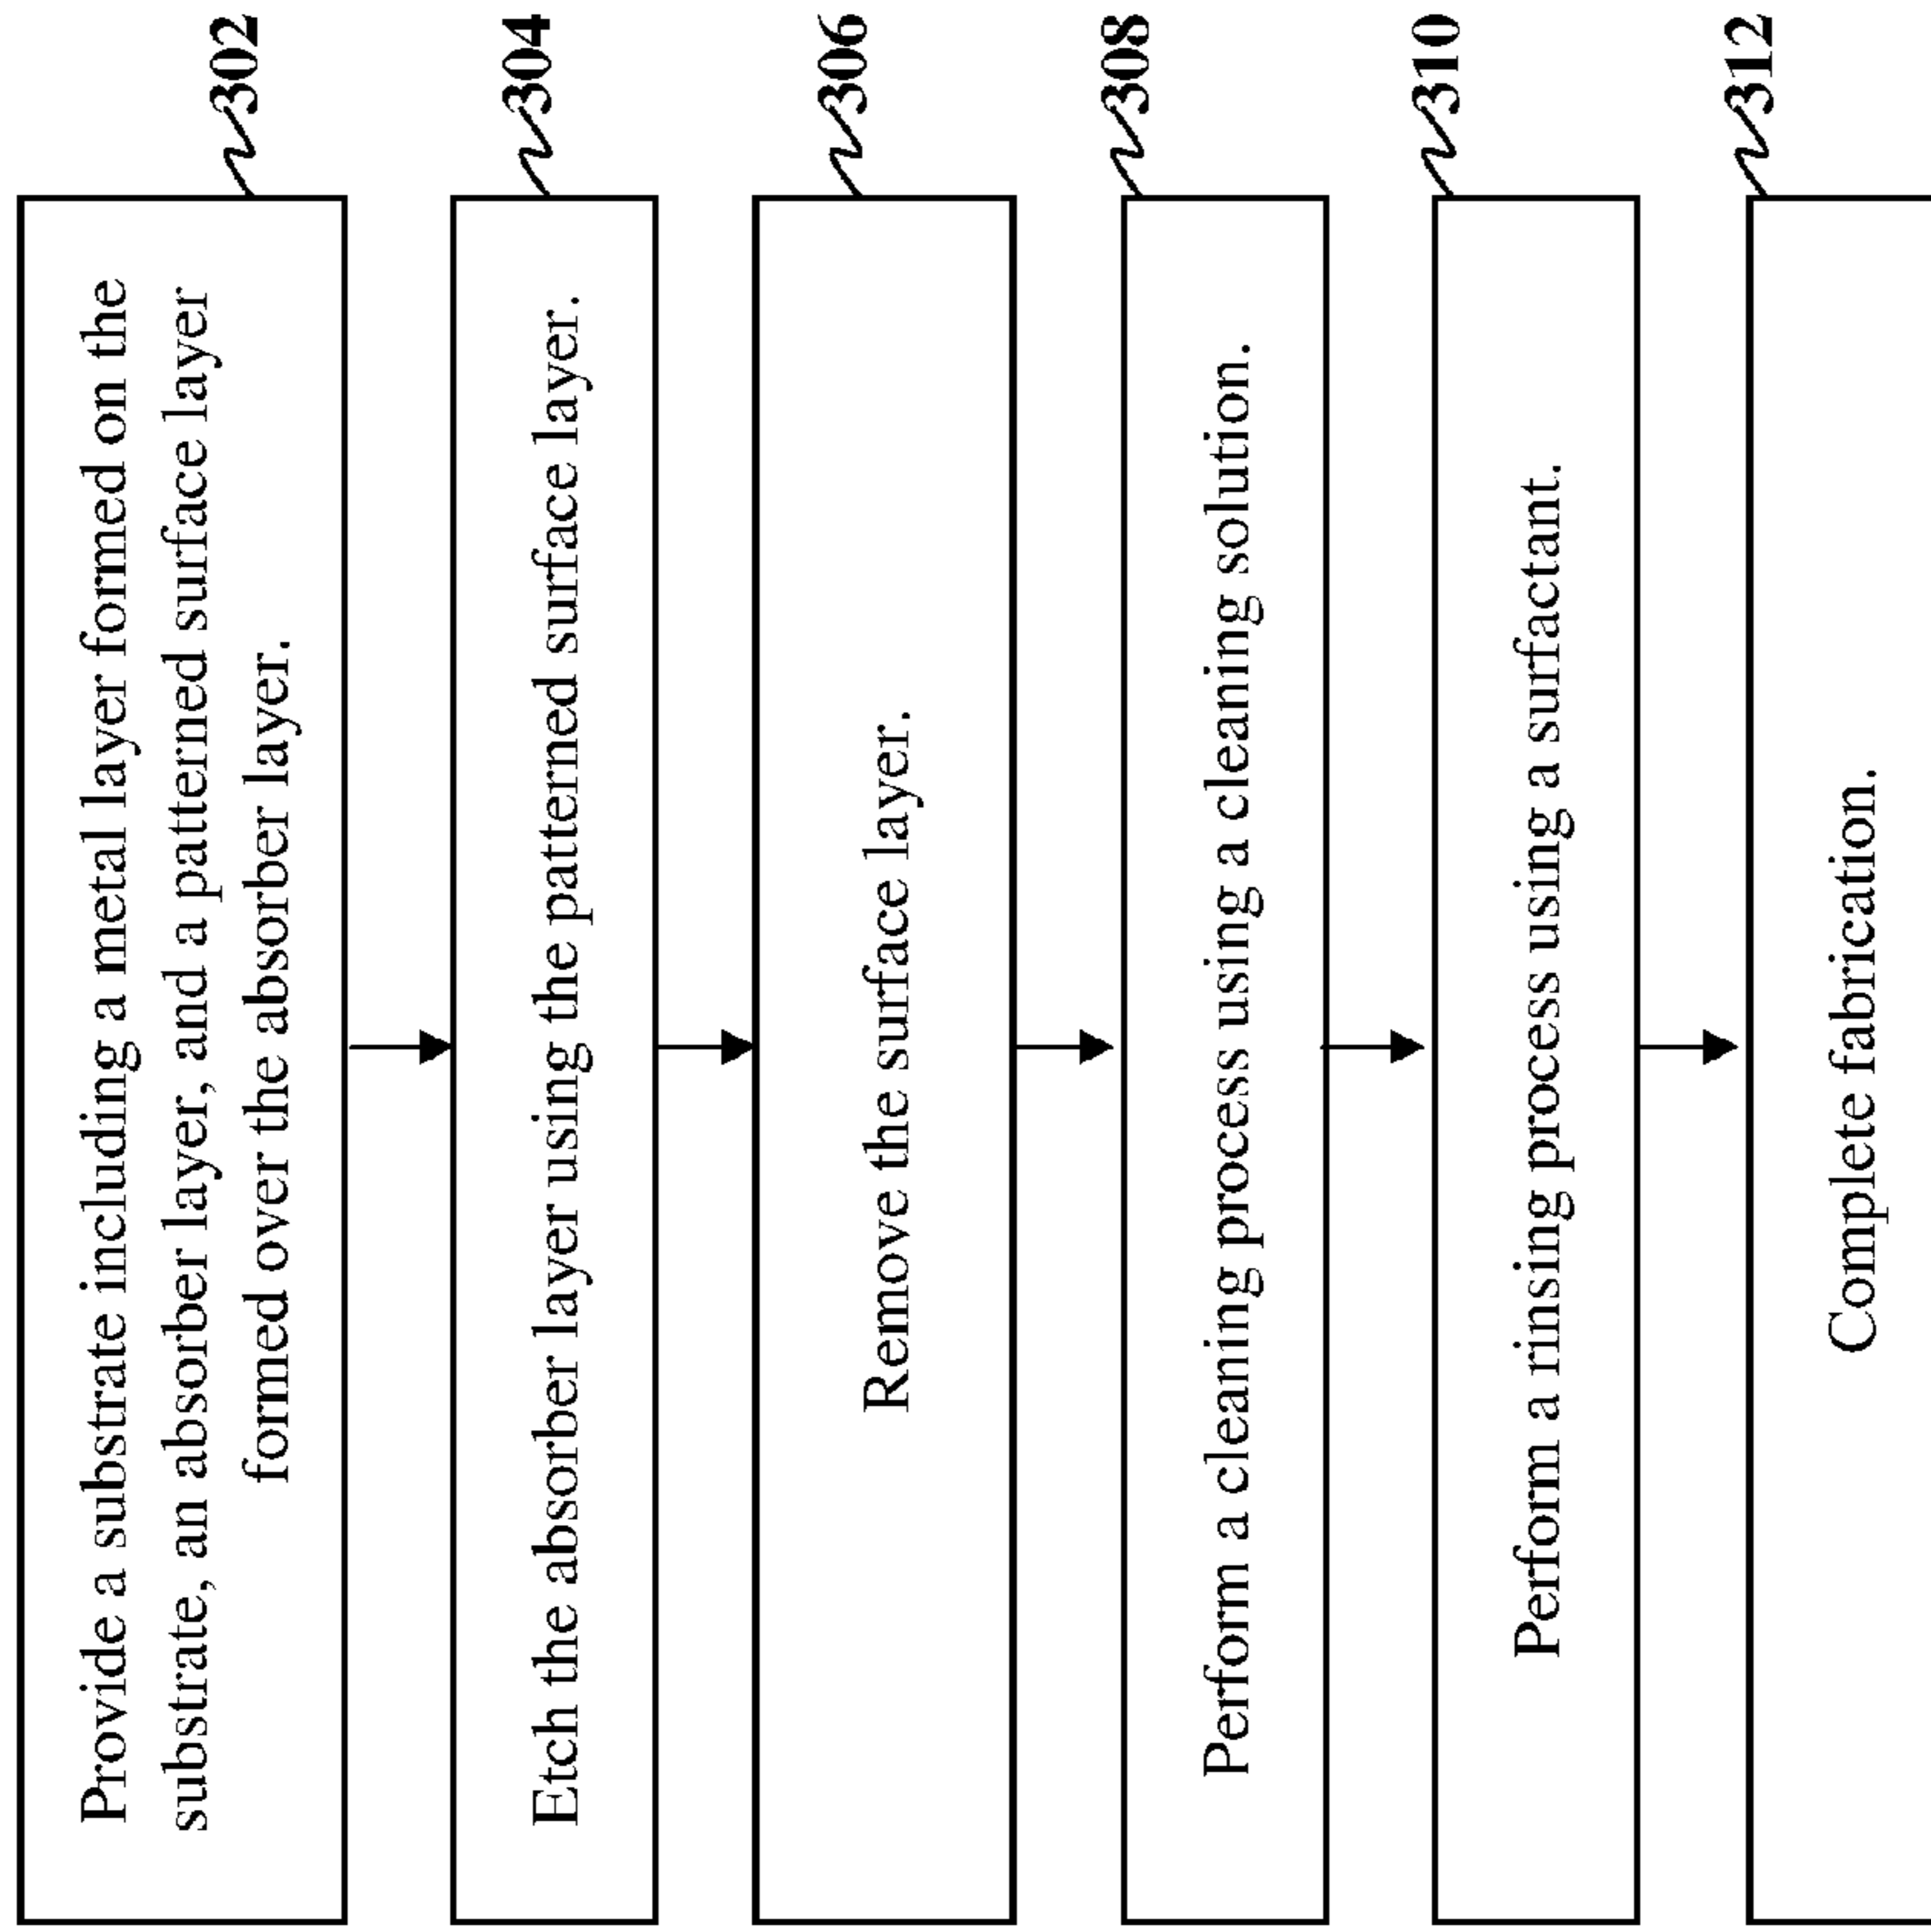 Provide a substrate including a metal layer formed on the
substrate, an absorber layer, and a patterned surface layer
formed over the absorber layer.
302
Etch the absorber layer using the patterned surface layer.
304
Remove the surface layer.
306
Perform a cleaning process using a cleaning solution.
308
Perform a rinsing process using a surfactant.
310
Complete fabrication.
312